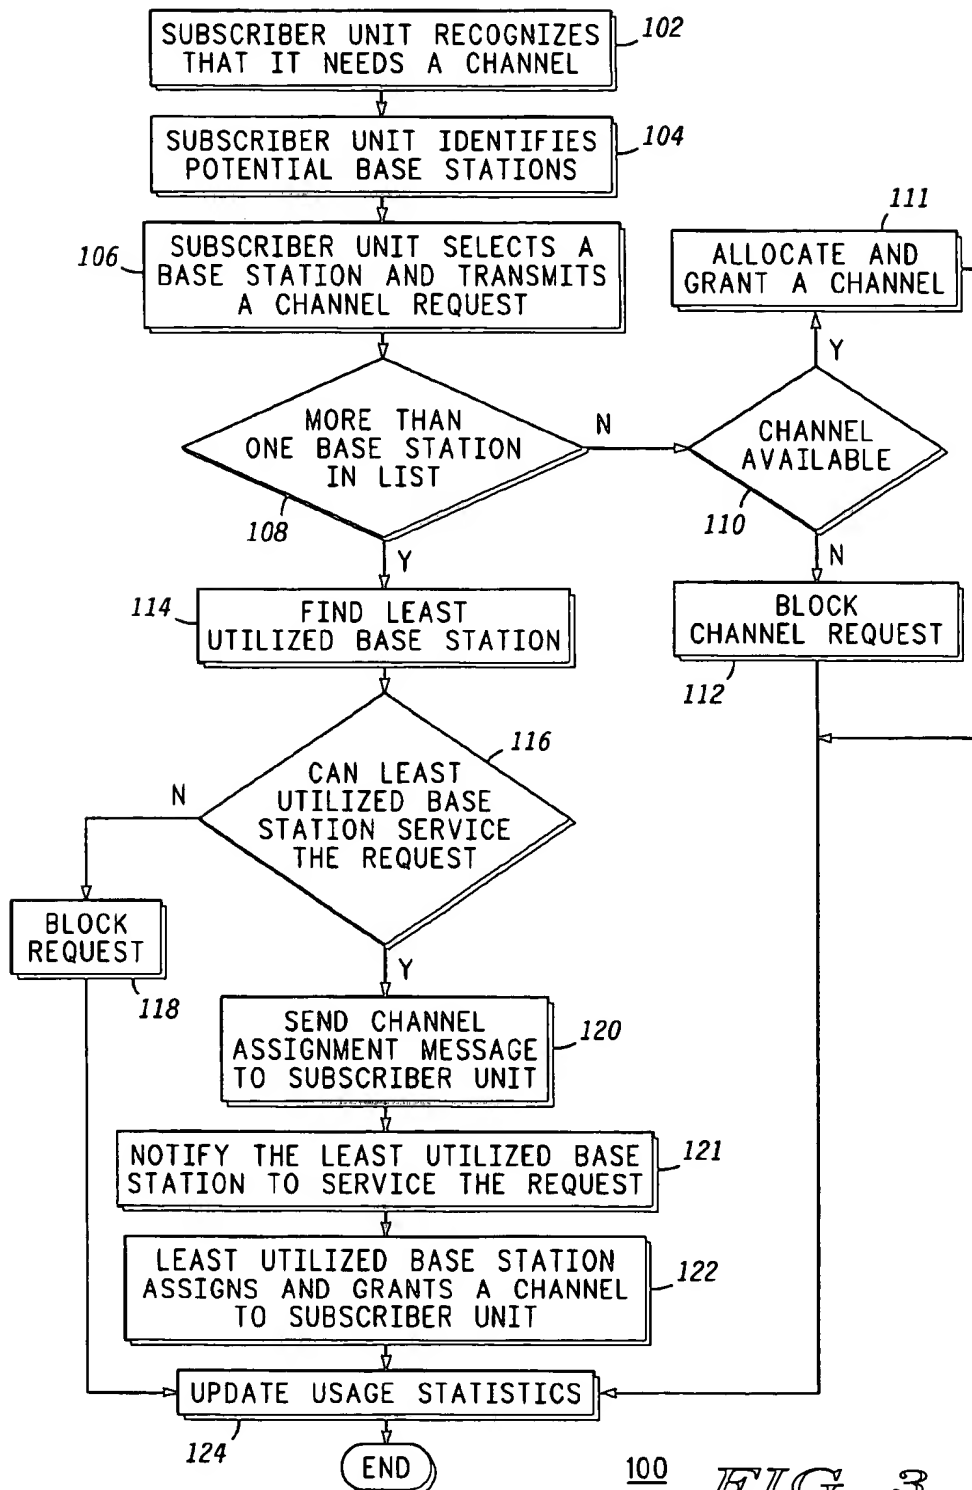 SUBSCRIBER UNIT RECOGNIZES
THAT IT NEEDS A CHANNEL
102
SUBSCRIBER UNIT IDENTIFIES
POTENTIAL BASE STATIONS
104
106
SUBSCRIBER UNIT SELECTS A
BASE STATION AND TRANSMITS
A CHANNEL REQUEST
111
ALLOCATE AND
GRANT A CHANNEL
Y
MORE THAN
ONE BASE STATION
IN LIST
108
N
CHANNEL
AVAILABLE
110
Y
N
114
FIND LEAST
UTILIZED BASE STATION
BLOCK
CHANNEL REQUEST
112
116
CAN LEAST
UTILIZED BASE
STATION SERVICE
THE REQUEST
N
BLOCK
REQUEST
118
Y
SEND CHANNEL
ASSIGNMENT MESSAGE
TO SUBSCRIBER UNIT
120
NOTIFY THE LEAST UTILIZED BASE
STATION TO SERVICE THE REQUEST
121
LEAST UTILIZED BASE STATION
ASSIGNS AND GRANTS A CHANNEL
TO SUBSCRIBER UNIT
122
UPDATE USAGE STATISTICS
124
END
100
FIG. 3